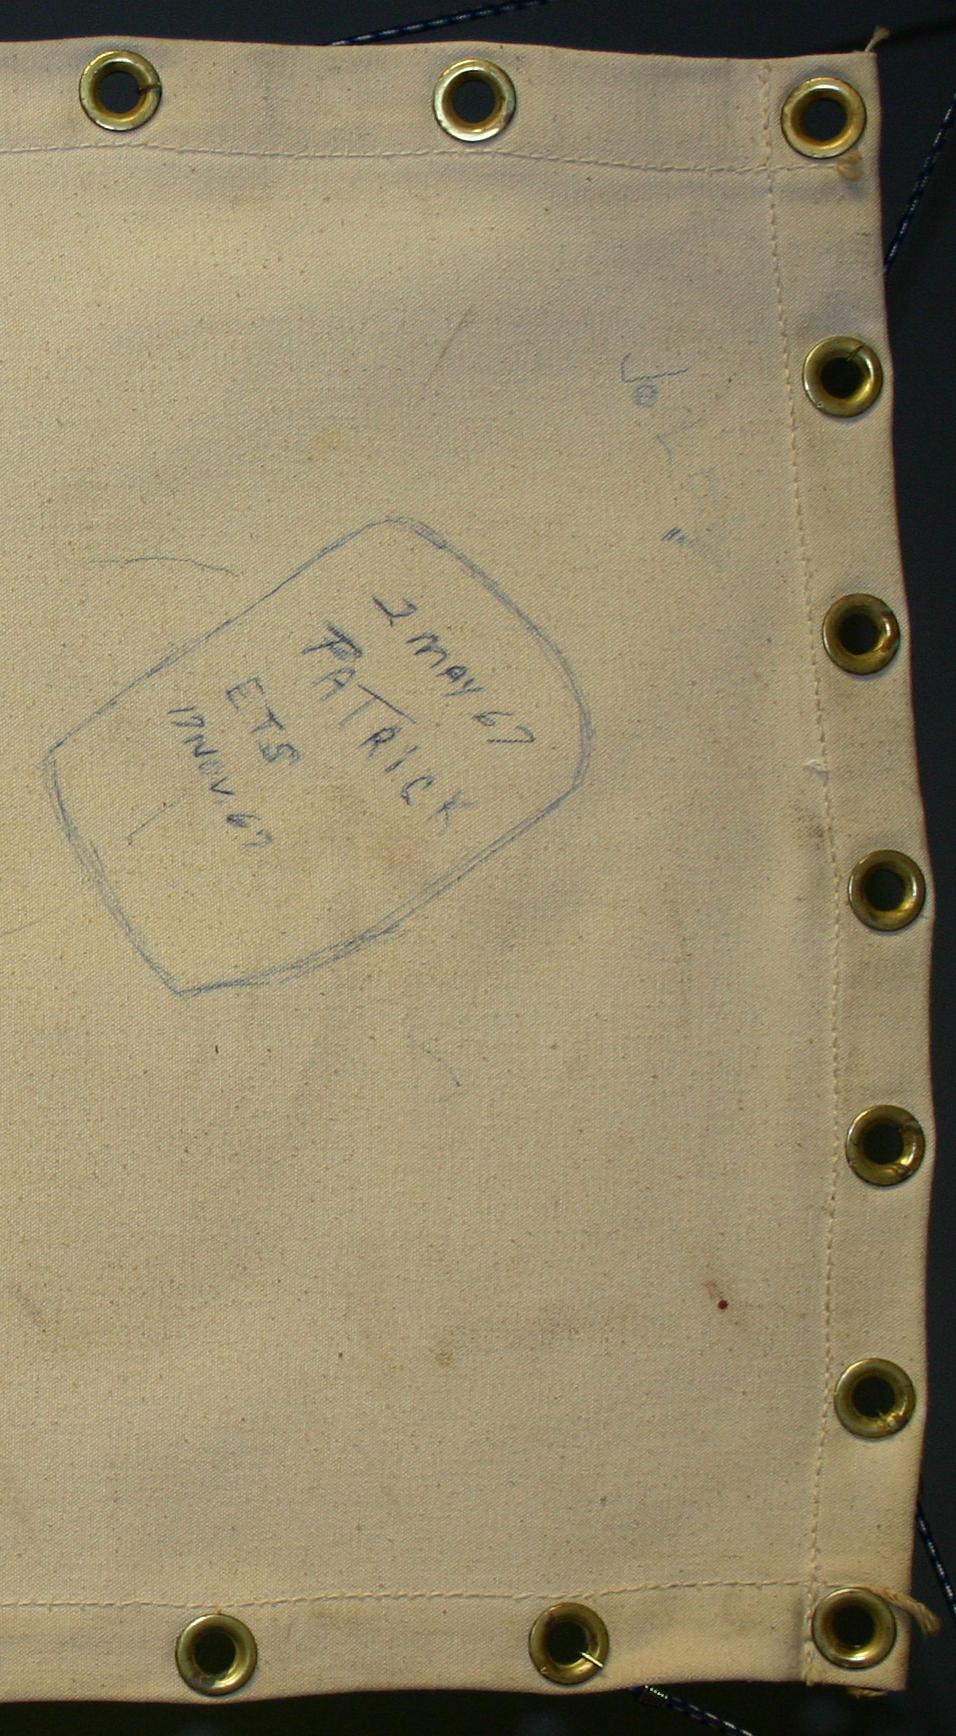 2 MAY 67
PATRICK
ETS
17 NOV. 67